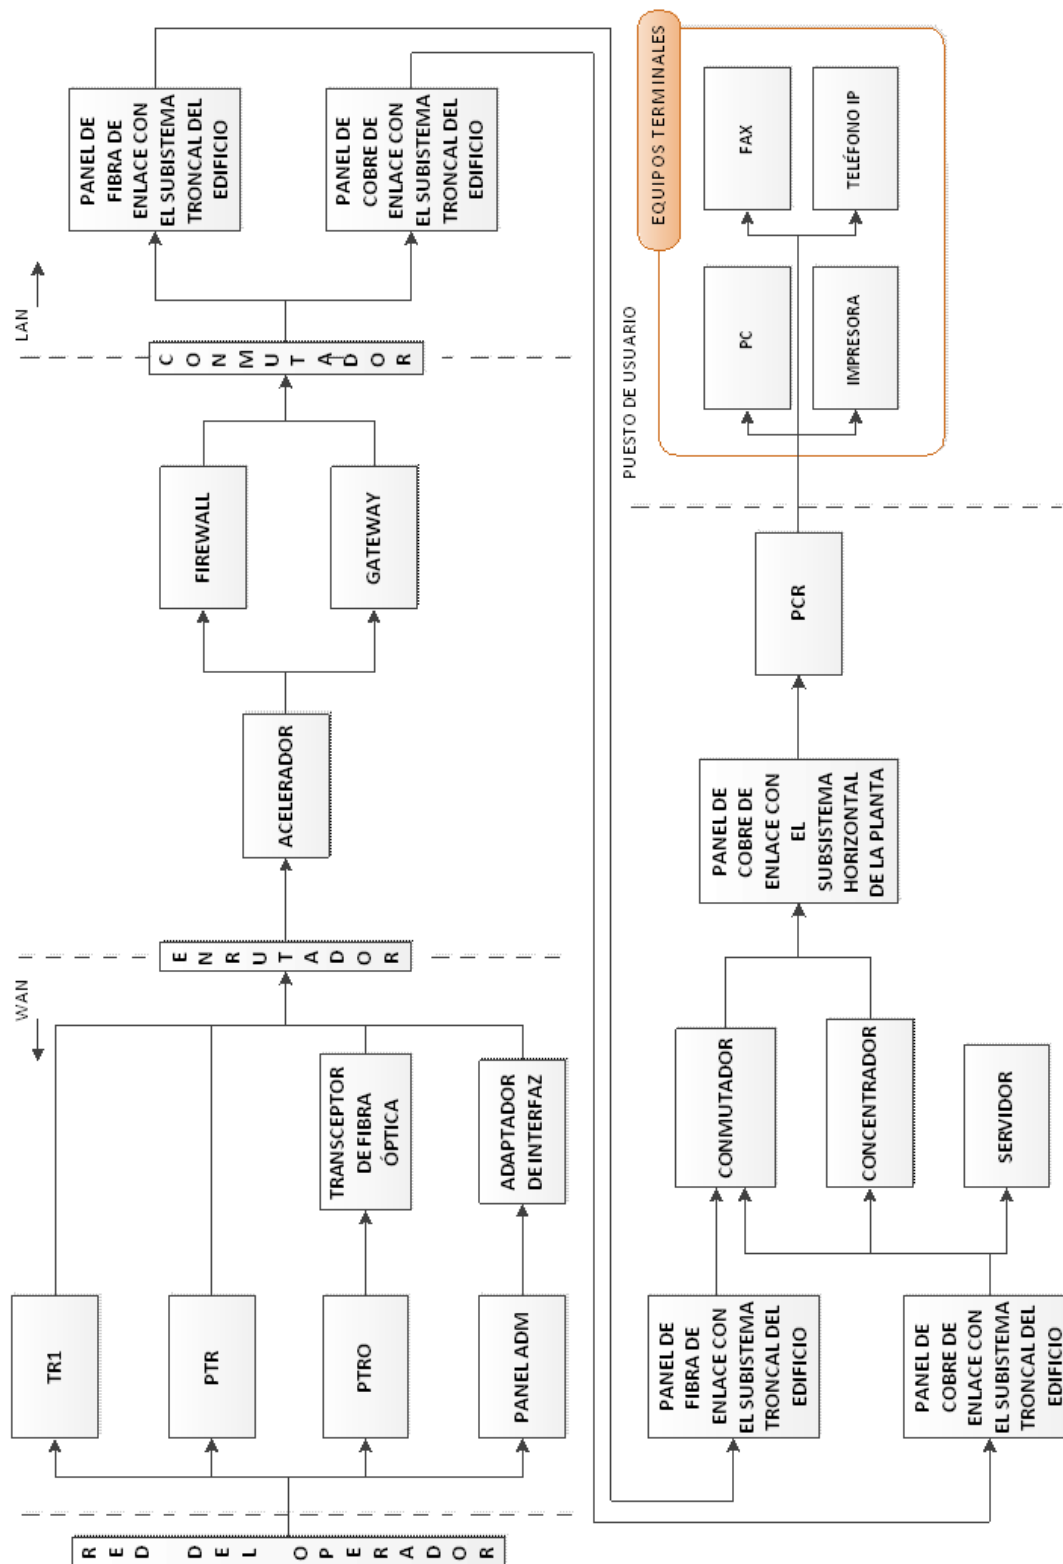 RED DEL OPERADOR
TR1
PTR
PTRO
PANEL ADM
TRANSCEPTOR
DE FIBRA
ÓPTICA
ADAPTADOR
DE INTERFAZ
WAN
ENRUTADOR
ACELERADOR
FIREWALL
GATEWAY
LAN
CONMUTADOR
PANEL DE
FIBRA DE
ENLACE CON
EL SUBISTEMA
TRONCAL DEL
EDIFICIO
PANEL DE
COBRE DE
ENLACE CON
EL SUBISTEMA
TRONCAL DEL
EDIFICIO
PANEL DE
FIBRA DE
ENLACE CON
EL SUBISTEMA
TRONCAL DEL
EDIFICIO
PANEL DE
COBRE DE
ENLACE CON
EL SUBISTEMA
TRONCAL DEL
EDIFICIO
CONMUTADOR
CONCENTRADOR
SERVIDOR
PANEL DE
COBRE DE
ENLACE CON
EL
SUBSISTEMA
HORIZONTAL
DE LA PLANTA
PCR
PUESTO DE USUARIO
EQUIPOS TERMINALES
PC
FAX
IMPRESORA
TELÉFONO IP